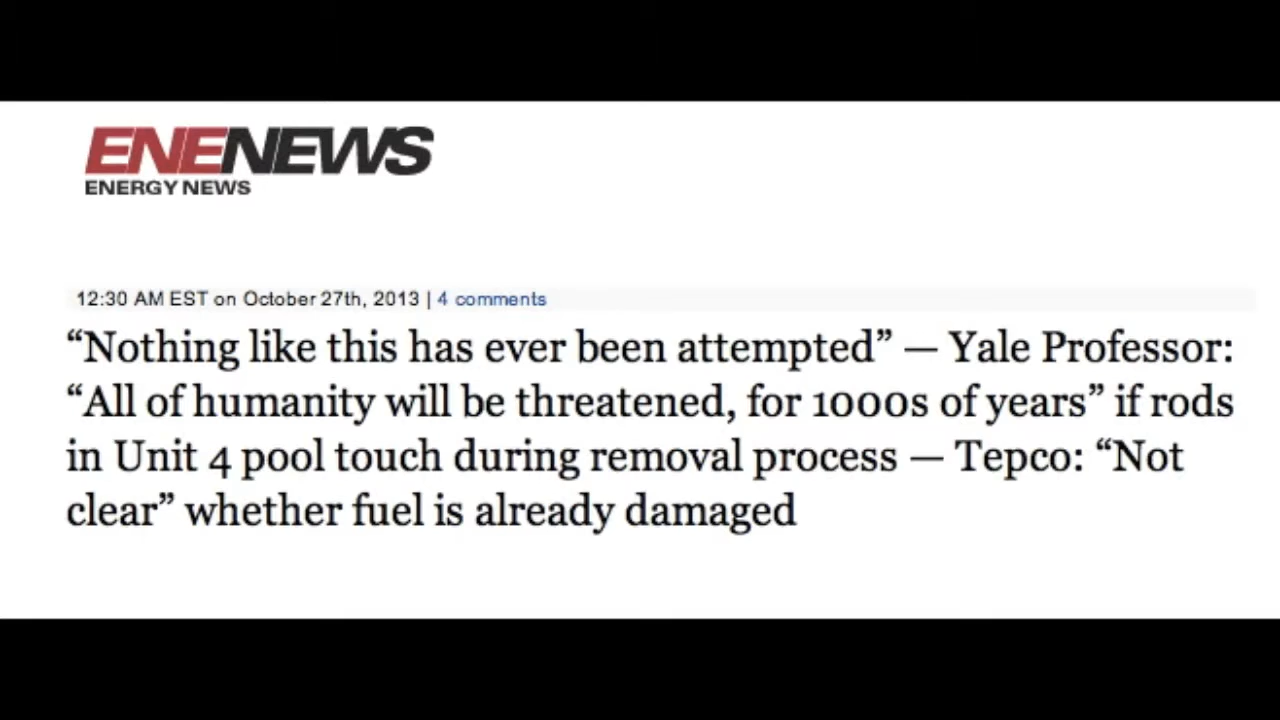 ENENEWS
ENERGY NEWS
12:30 AM EST on October 27th, 2013 | 4 comments
“Nothing like this has ever been attempted” — Yale Professor:
“All of humanity will be threatened, for 1000s of years” if rods
in Unit 4 pool touch during removal process — Tepco: “Not
clear” whether fuel is already damaged